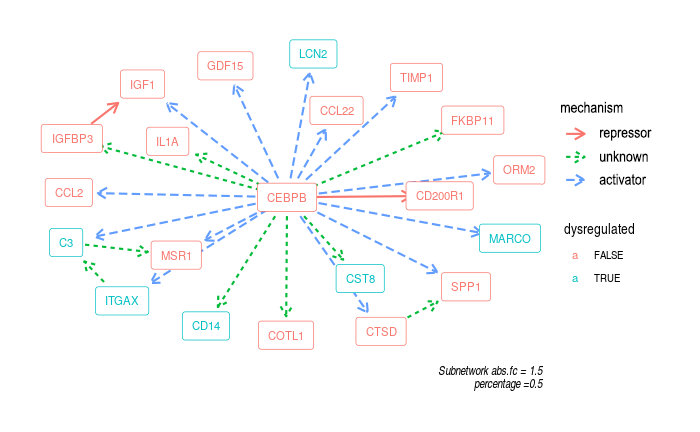 LCN2
GDF15
TIMP1
IGF1
CCL22
FKBP11
IGFBP3
IL1A
ORM2
CCL2
CEBPB
CD200R1
C3
MSR1
MARCO
ITGAX
CST8
SPP1
CD14
COTL1
CTSD
mechanism
repressor
unknown
activator
dysregulated
a FALSE
a TRUE
Subnetwork abs.fc = 1.5
percentage =0.5